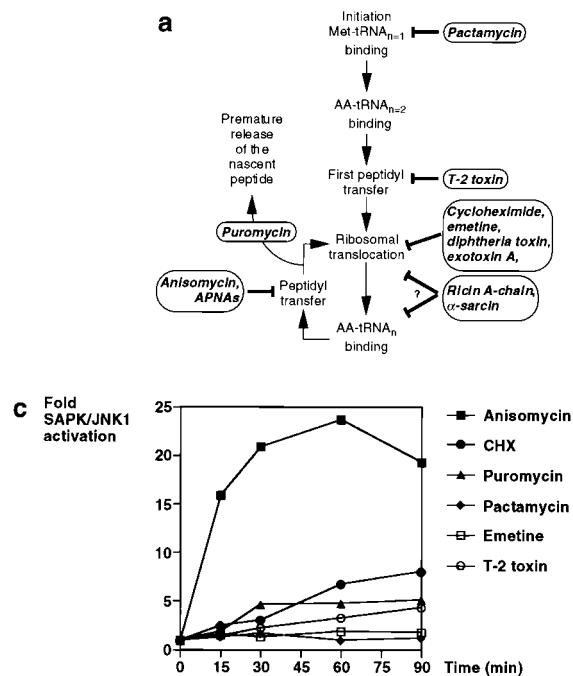 a
Initiation
Met-tRNAn=1
binding
Pactamycin
AA-tRNAn=2
binding
Premature
release
of the
nascent
peptide
First peptidyl
transfer
T-2 toxin
Puromycin
Ribosomal
translocation
Cycloheximide,
emetine,
diphtheria toxin,
exotoxin A,
Anisomycin,
APNAs
Peptidyl
transfer
?
Ricin A-chain,
α-sarcin
AA-tRNAn
binding
c
Fold
SAPK/JNK1
activation
25
20
15
10
5
0
0 15 30 45 60 75 90 Time (min)
Anisomycin
CHX
Puromycin
Pactamycin
Emetine
T-2 toxin